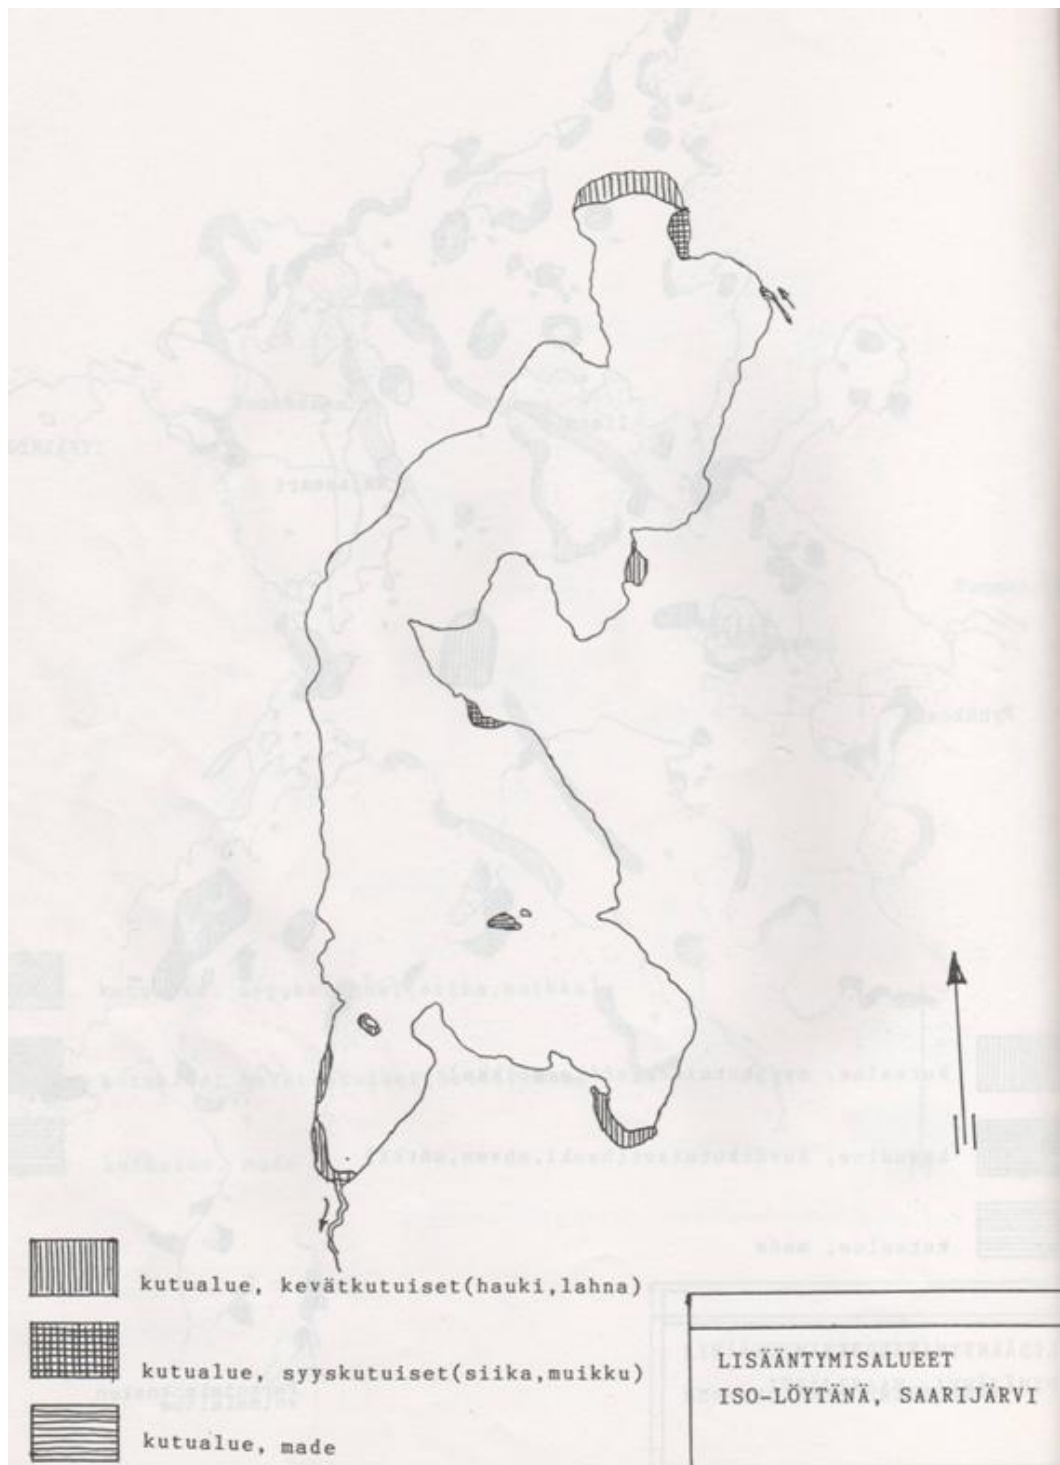 kutualue, kevätkutuiset(hauki,lahna)
kutualue, syyskutuiset(siika,muikku)
kutualue, made
LISÄÄNTYMISALUEET
ISO-LÖYTÄNÄ, SAARIJÄRVI